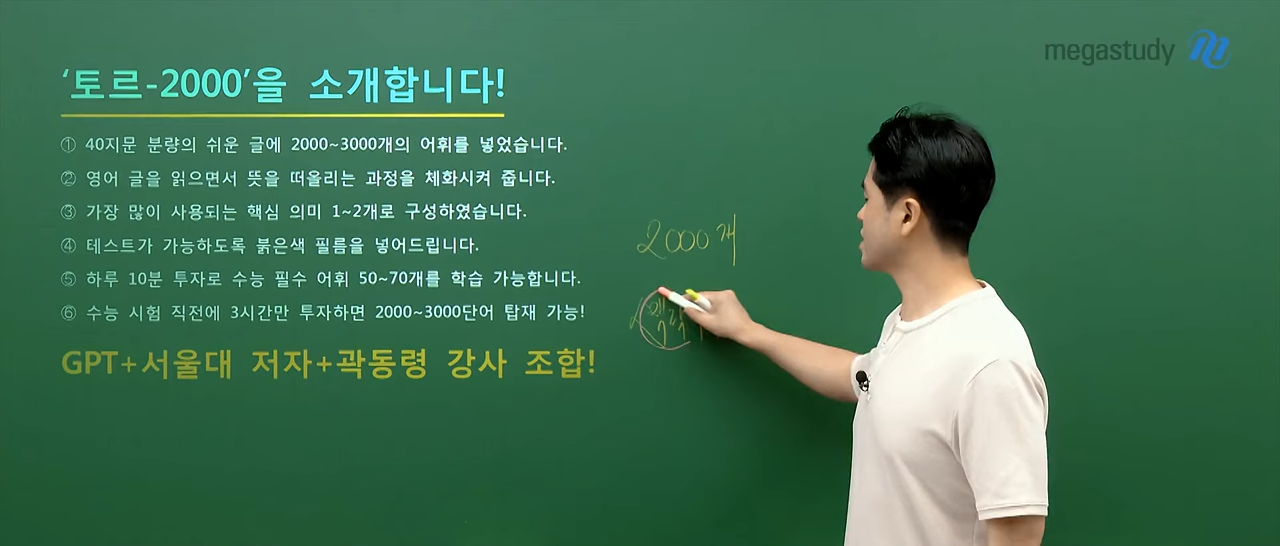 megastudy
'토르-2000'을 소개합니다!
① 40지문 분량의 쉬운 글에 2000~3000개의 어휘를 넣었습니다.
② 영어 글을 읽으면서 뜻을 떠올리는 과정을 체화시켜 줍니다.
③ 가장 많이 사용되는 핵심 의미 1~2개로 구성하였습니다.
④ 테스트가 가능하도록 붉은색 필름을 넣어드립니다.
⑤ 하루 10분 투자로 수능 필수 어휘 50~70개를 학습 가능합니다.
⑥ 수능 시험 직전에 3시간만 투자하면 2000~3000단어 탑재 가능!
GPT+서울대 저자+곽동령 강사 조합!
2000개